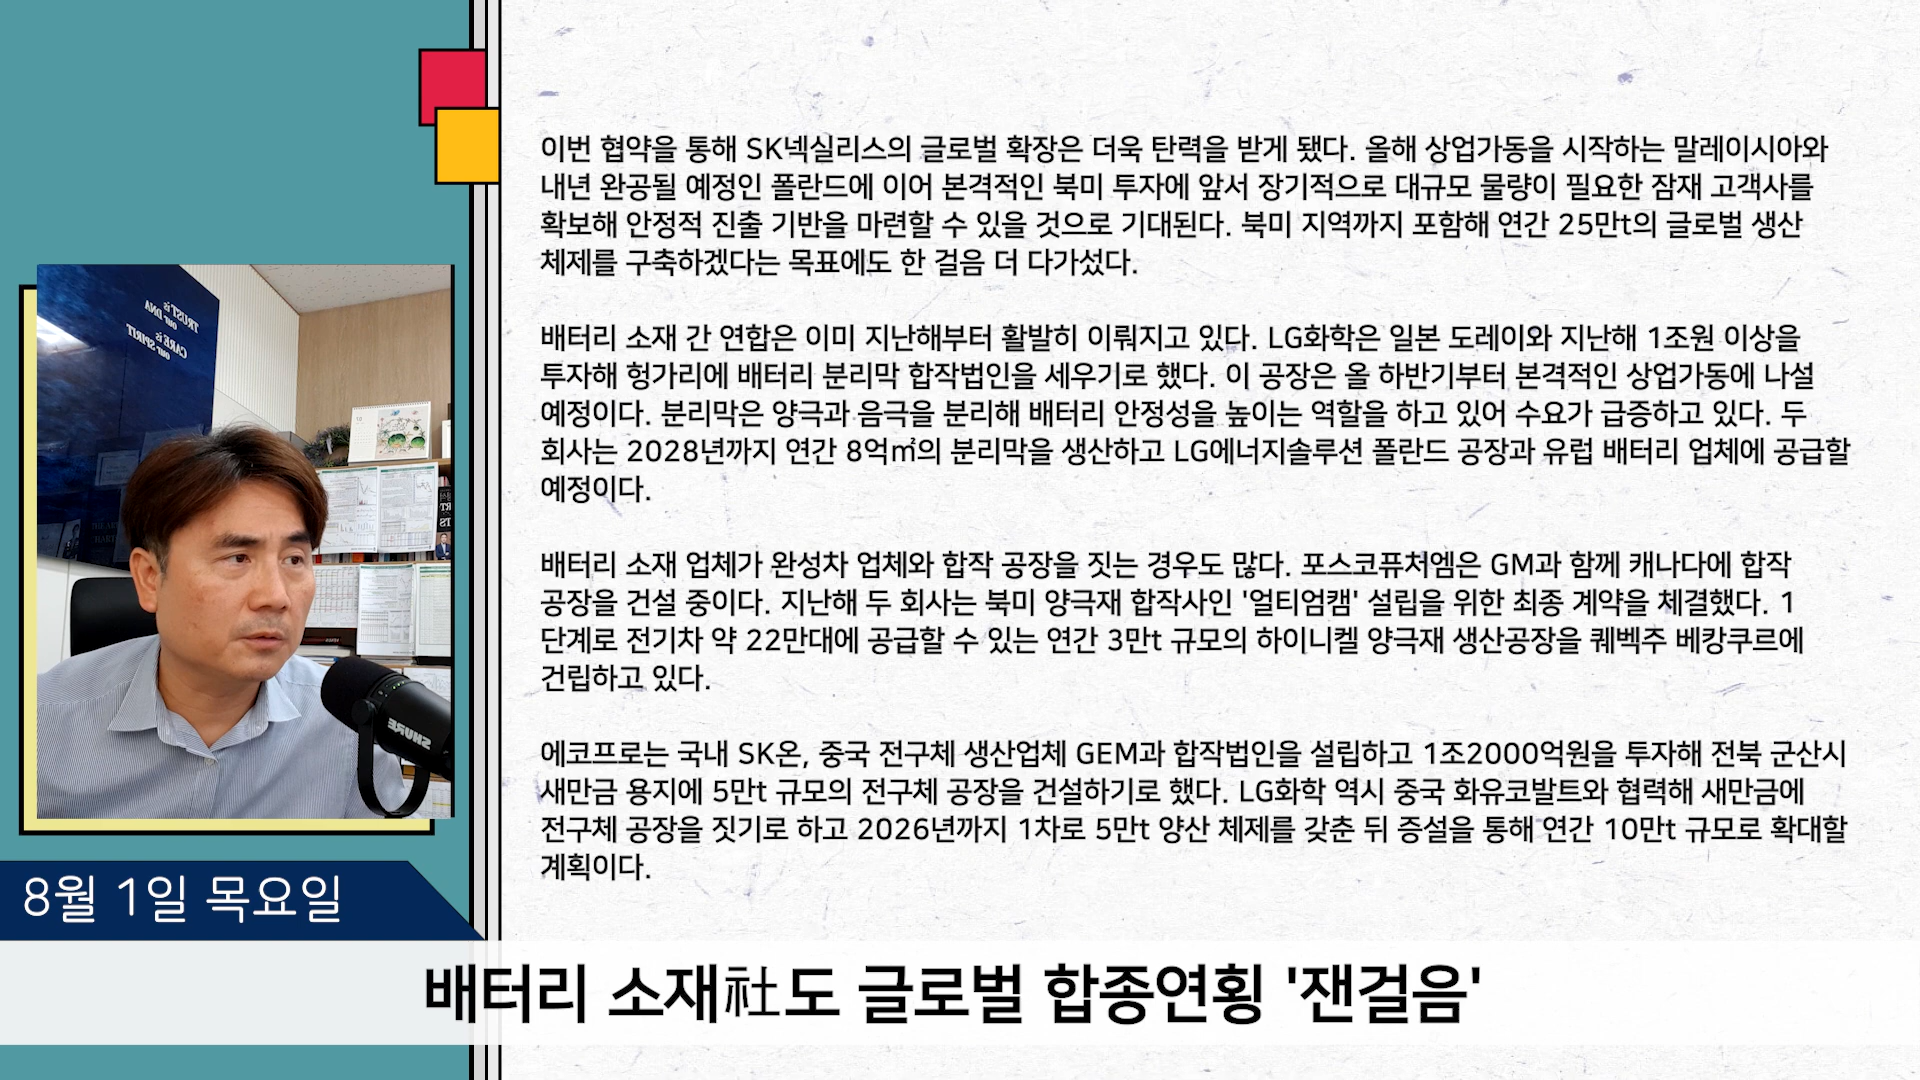 이번 협약을 통해 SK넥실리스의 글로벌 확장은 더욱 탄력을 받게 됐다. 올해 상업가동을 시작하는 말레이시아와
내년 완공될 예정인 폴란드에 이어 본격적인 북미 투자에 앞서 장기적으로 대규모 물량이 필요한 잠재 고객사를
확보해 안정적 진출 기반을 마련할 수 있을 것으로 기대된다. 북미 지역까지 포함해 연간 25만t의 글로벌 생산
체제를 구축하겠다는 목표에도 한 걸음 더 다가섰다.
배터리 소재 간 연합은 이미 지난해부터 활발히 이뤄지고 있다. LG화학은 일본 도레이와 지난해 1조원 이상을
투자해 헝가리에 배터리 분리막 합작법인을 세우기로 했다. 이 공장은 올 하반기부터 본격적인 상업가동에 나설
예정이다. 분리막은 양극과 음극을 분리해 배터리 안정성을 높이는 역할을 하고 있어 수요가 급증하고 있다. 두
회사는 2028년까지 연간 8억㎡의 분리막을 생산하고 LG에너지솔루션 폴란드 공장과 유럽 배터리 업체에 공급할
예정이다.
배터리 소재 업체가 완성차 업체와 합작 공장을 짓는 경우도 많다. 포스코퓨처엠은 GM과 함께 캐나다에 합작
공장을 건설 중이다. 지난해 두 회사는 북미 양극재 합작사인 '얼티엄캠' 설립을 위한 최종 계약을 체결했다. 1
단계로 전기차 약 22만대에 공급할 수 있는 연간 3만t 규모의 하이니켈 양극재 생산공장을 퀘벡주 베캉쿠르에
건립하고 있다.
에코프로는 국내 SK온, 중국 전구체 생산업체 GEM과 합작법인을 설립하고 1조2000억원을 투자해 전북 군산시
새만금 용지에 5만t 규모의 전구체 공장을 건설하기로 했다. LG화학 역시 중국 화유코발트와 협력해 새만금에
전구체 공장을 짓기로 하고 2026년까지 1차로 5만t 양산 체제를 갖춘 뒤 증설을 통해 연간 10만t 규모로 확대할
계획이다.
TRUST is
our DNA
CARE is
our SPIRIT
SHURE
8월 1일 목요일
배터리 소재社도 글로벌 합종연횡 '잰걸음'